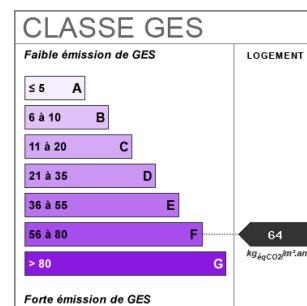 CLASSE GES
Faible émission de GES
LOGEMENT
≤ 5 A
6 à 10 B
11 à 20 C
21 à 35 D
36 à 55 E
56 à 80 F
64
kgéqCO2/m².an
> 80 G
Forte émission de GES